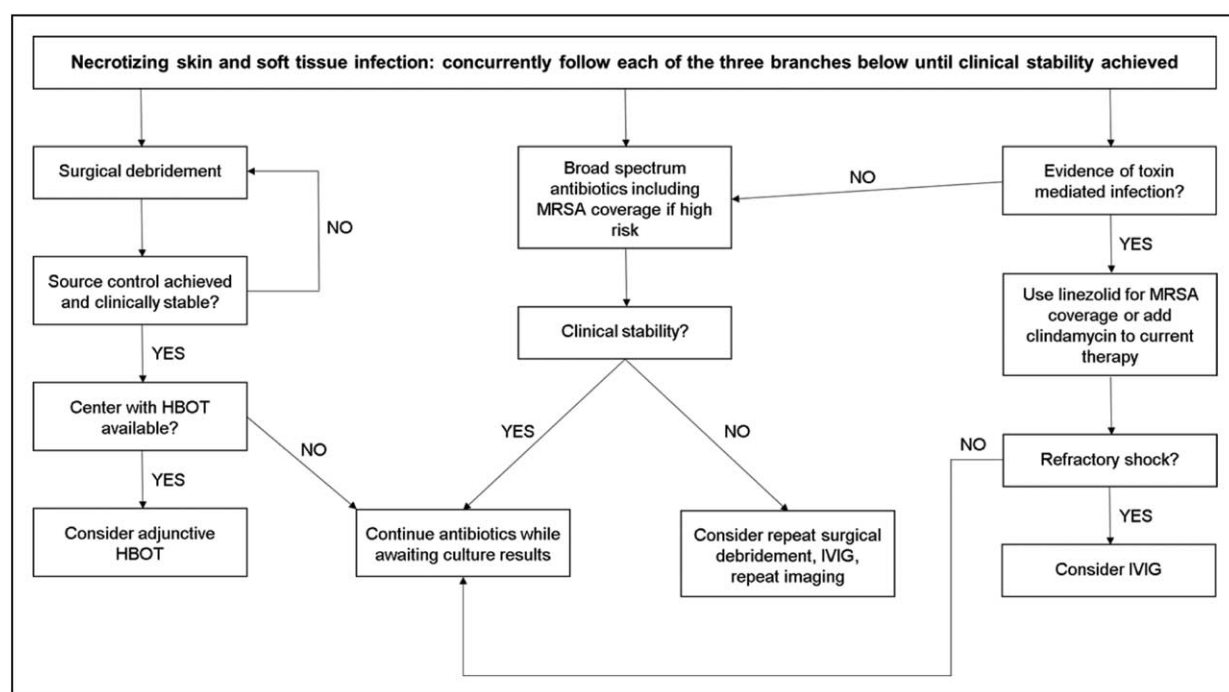 Necrotizing skin and soft tissue infection: concurrently follow each of the three branches below until clinical stability achieved
Surgical debridement
NO
Source control achieved
and clinically stable?
YES
Center with HBOT
available?
NO
YES
Consider adjunctive
HBOT
Broad spectrum
antibiotics including
MRSA coverage if high
risk
Clinical stability?
YES
NO
Continue antibiotics while
awaiting culture results
Consider repeat surgical
debridement, IVIG,
repeat imaging
Evidence of toxin
mediated infection?
NO
YES
Use linezolid for MRSA
coverage or add
clindamycin to current
therapy
Refractory shock?
NO
YES
Consider IVIG